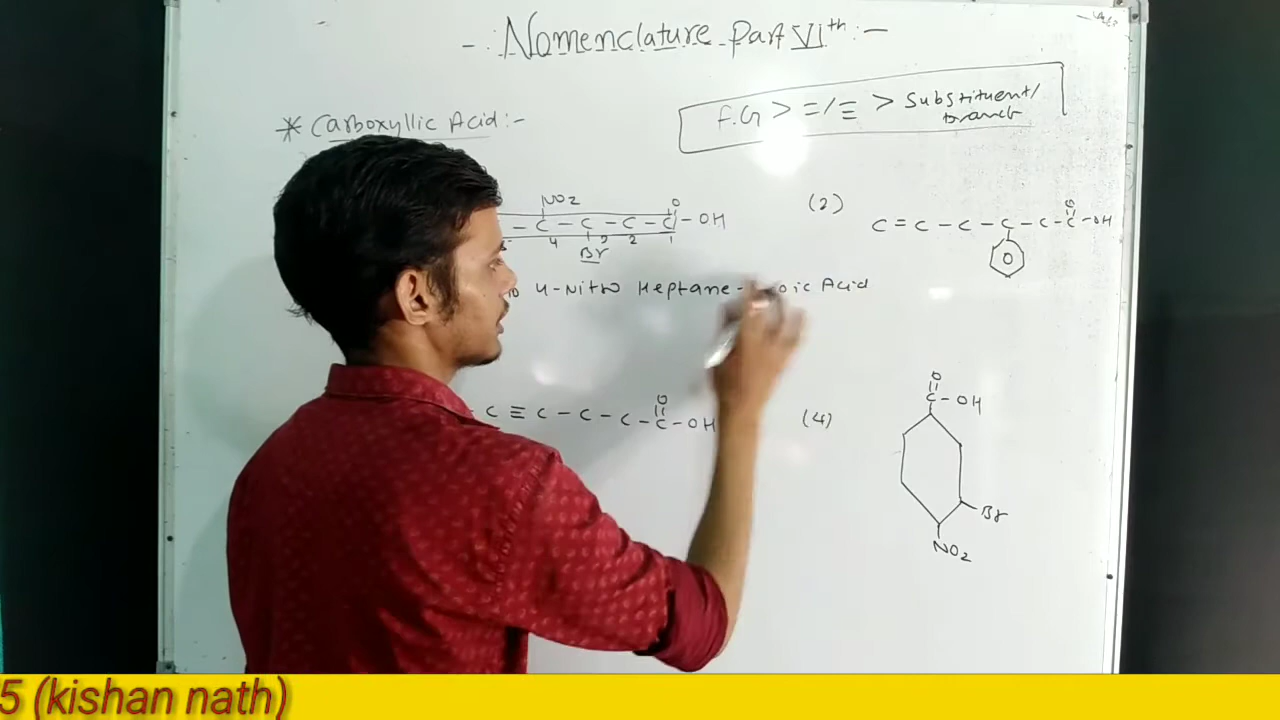 -: Nomenclature Part VIth :-
F.G > =/≡ > Substituent/
branch
* Carboxyllic Acid :-
NO2 O
- C - C - C - C - OH
4 3 2 1
Br
4-Nitro Heptane- oic Acid
(2)
O
C = C - C - C - C - C - OH
C ≡ C - C - C - C - OH
O
(4)
O
C - OH
Br
NO2
5 (kishan nath)